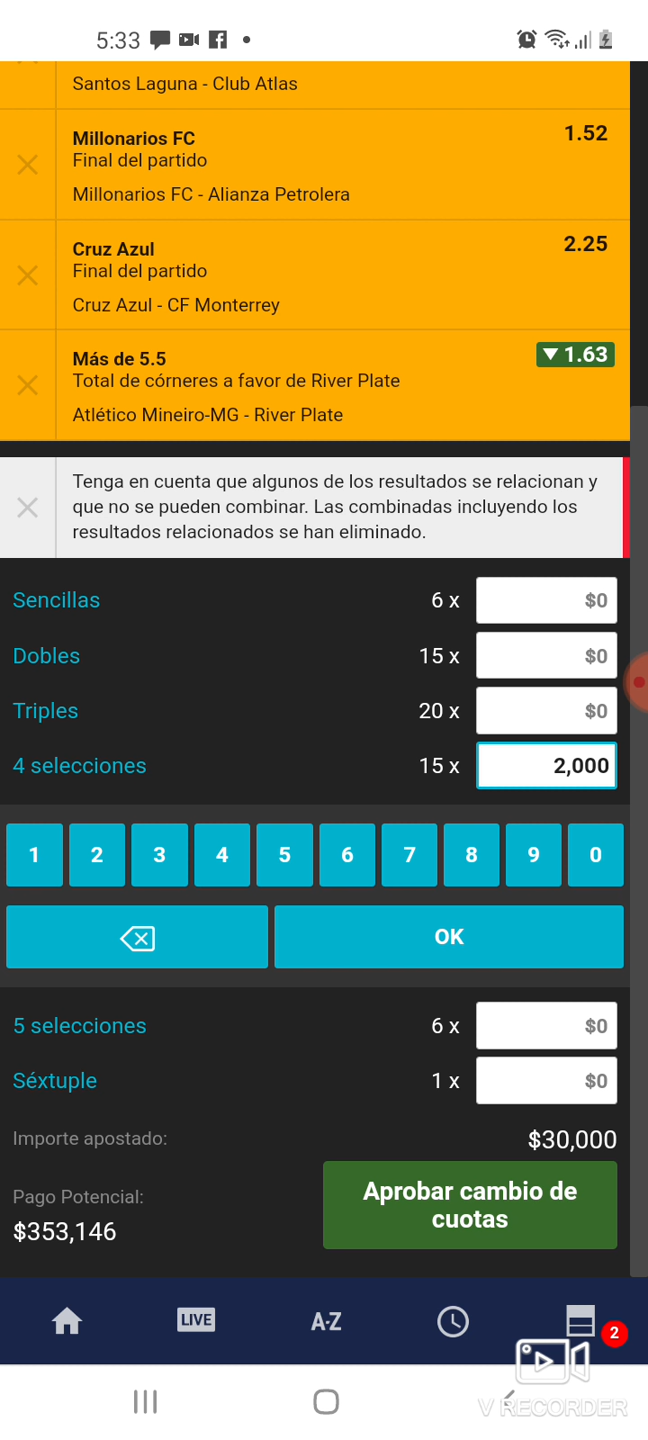 5:33
Santos Laguna - Club Atlas
Millonarios FC 1.52
Final del partido
Millonarios FC - Alianza Petrolera
Cruz Azul 2.25
Final del partido
Cruz Azul - CF Monterrey
Más de 5.5 ▼ 1.63
Total de córneres a favor de River Plate
Atlético Mineiro-MG - River Plate
Tenga en cuenta que algunos de los resultados se relacionan y
que no se pueden combinar. Las combinadas incluyendo los
resultados relacionados se han eliminado.
Sencillas 6 x $0
Dobles 15 x $0
Triples 20 x $0
4 selecciones 15 x 2,000
1 2 3 4 5 6 7 8 9 0
OK
5 selecciones 6 x $0
Séxtuple 1 x $0
Importe apostado: $30,000
Pago Potencial:
$353,146
Aprobar cambio de
cuotas
LIVE A-Z 2
V RECORDER